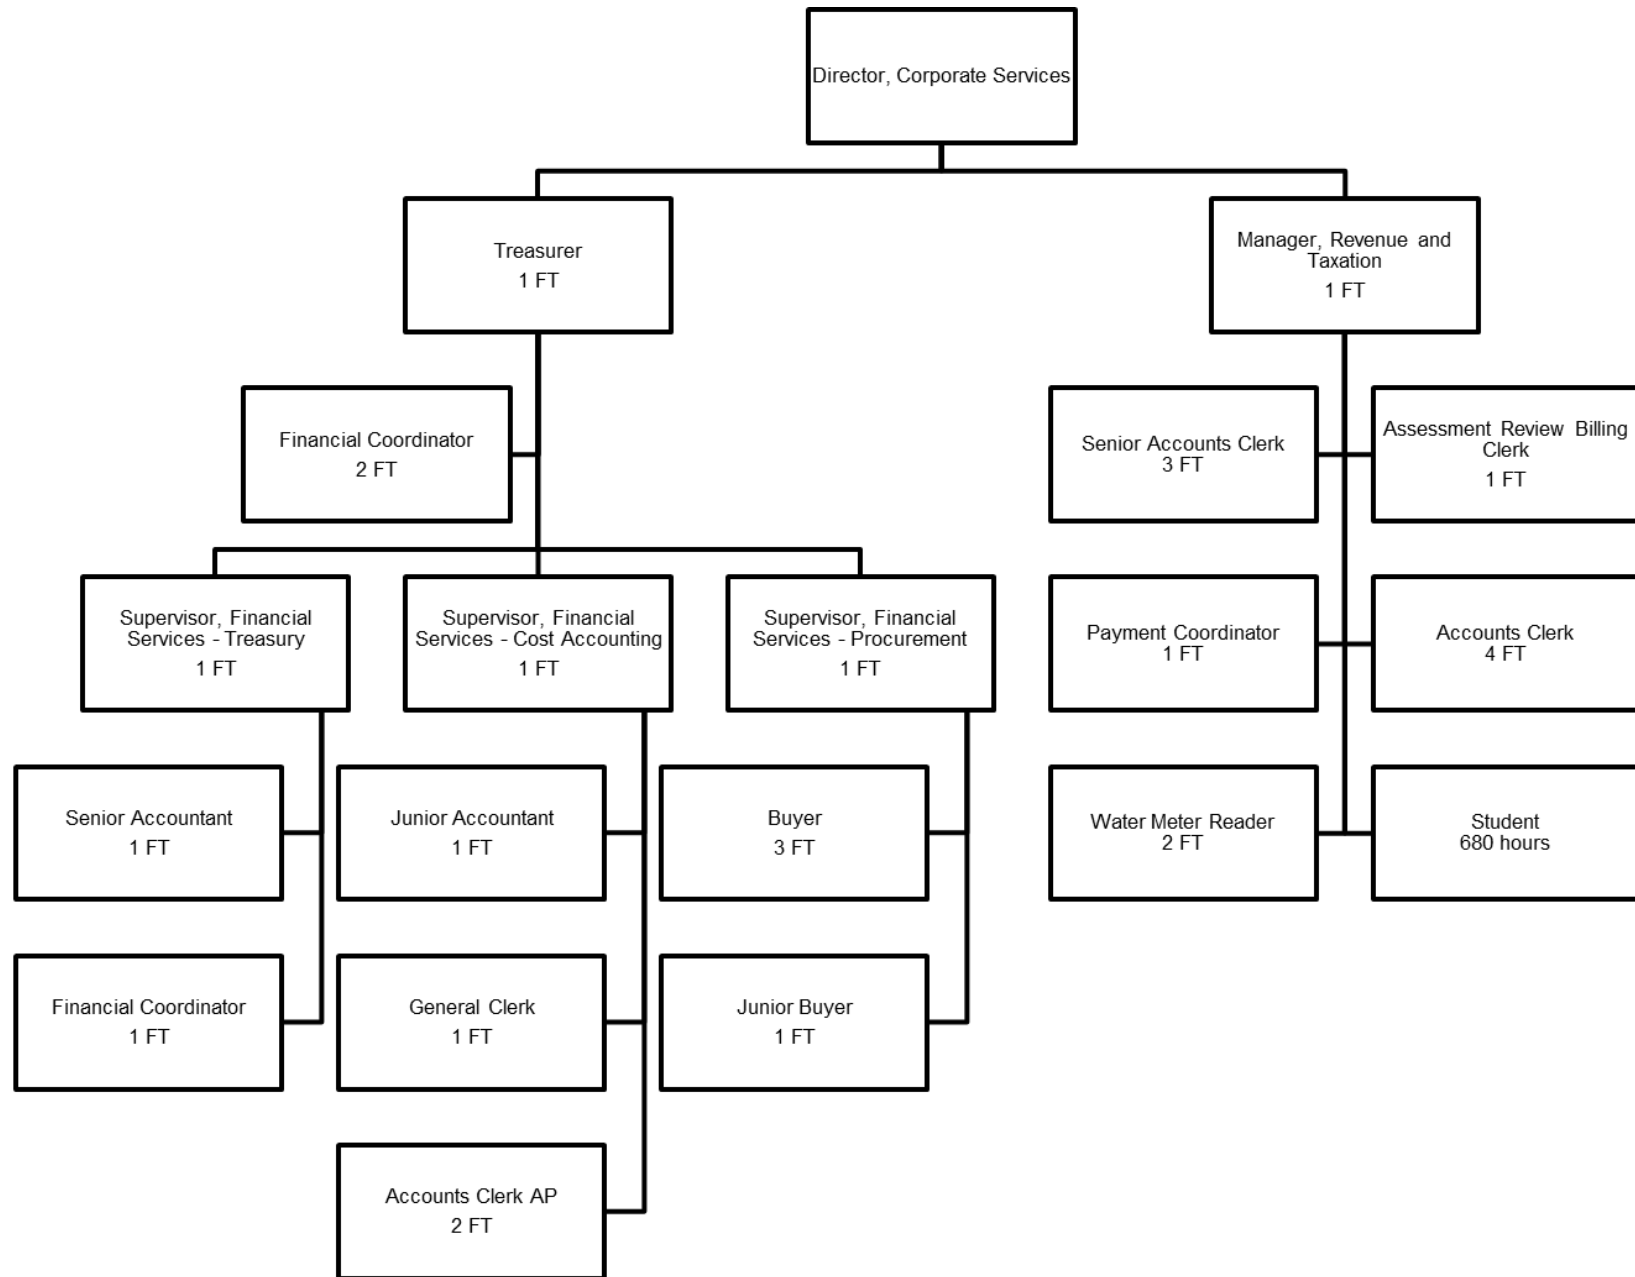 Director, Corporate Services
Treasurer
1 FT
Manager, Revenue and
Taxation
1 FT
Financial Coordinator
2 FT
Senior Accounts Clerk
3 FT
Assessment Review Billing
Clerk
1 FT
Supervisor, Financial
Services - Treasury
1 FT
Supervisor, Financial
Services - Cost Accounting
1 FT
Supervisor, Financial
Services - Procurement
1 FT
Payment Coordinator
1 FT
Accounts Clerk
4 FT
Senior Accountant
1 FT
Junior Accountant
1 FT
Buyer
3 FT
Water Meter Reader
2 FT
Student
680 hours
Financial Coordinator
1 FT
General Clerk
1 FT
Junior Buyer
1 FT
Accounts Clerk AP
2 FT